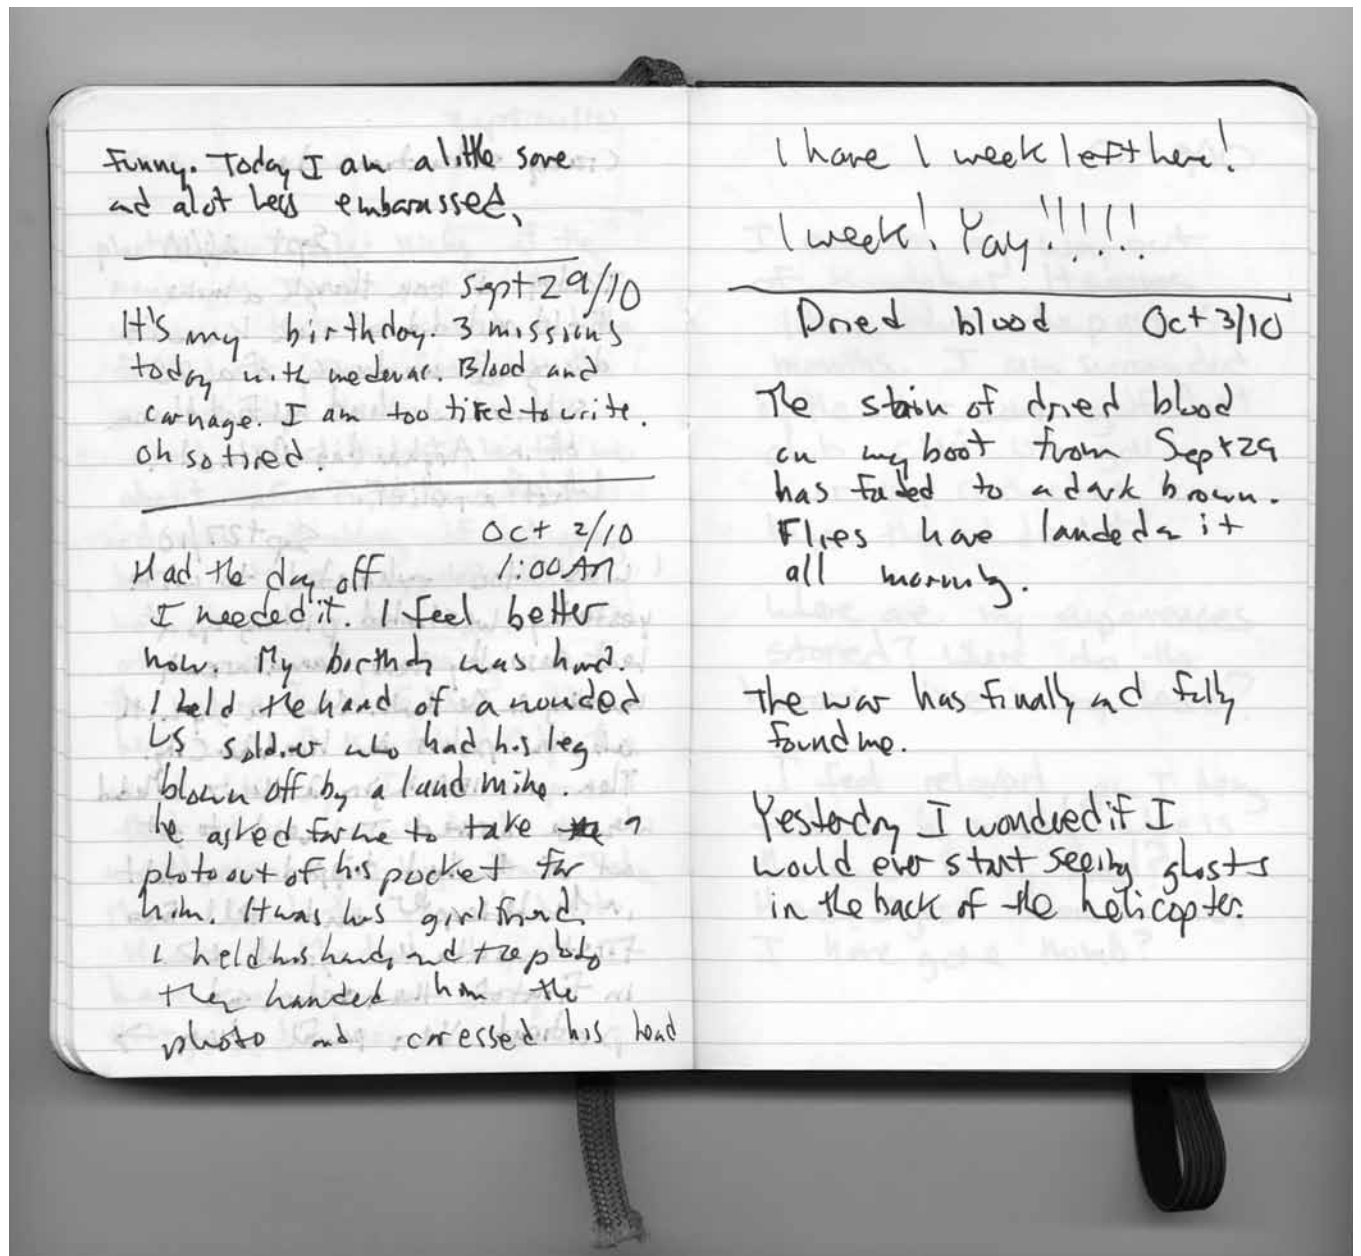 Funny. Today I am a little sore
and alot less embarassed.
Sept 29/10
It's my birthday. 3 missions
today with medevac. Blood and
carnage. I am too tired to write.
Oh so tired.
Oct 2/10
Had the day off 1:00 AM
I needed it. I feel better
now. My birthday was hard.
I held the hand of a wounded
US soldier who had his leg
blown off by a land mine.
he asked for me to take a
photo out of his pocket for
him. It was his girlfriend.
I held his hand, and the photo
then handed him the
photo and caressed his head
I have 1 week left here!
1 week! Yay!!!!!
Dried blood Oct 3/10
The stain of dried blood
on my boot from Sept 29
has faded to a dark brown.
Flies have landed on it
all morning.
The war has finally and fully
found me.
Yesterday I wondered if I
would ever start seeing ghosts
in the back of the helicopter.